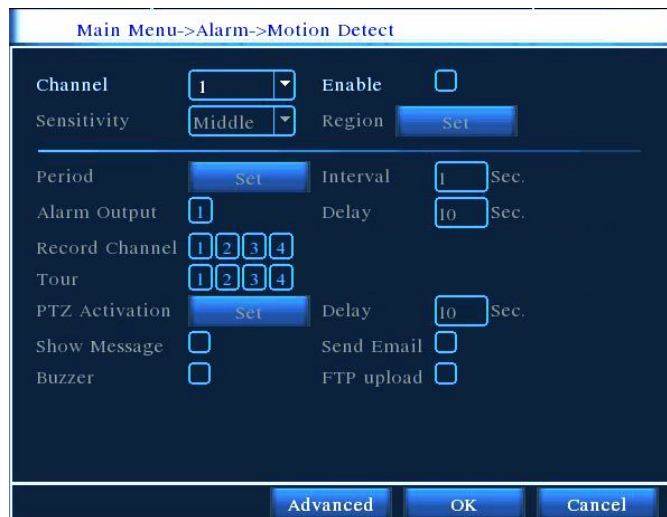 Main Menu->Alarm->Motion Detect
Channel 1 Enable
Sensitivity Middle Region Set
Period Set Interval 1 Sec.
Alarm Output 1 Delay 10 Sec.
Record Channel 1 2 3 4
Tour 1 2 3 4
PTZ Activation Set Delay 10 Sec.
Show Message Send Email
Buzzer FTP upload
Advanced OK Cancel